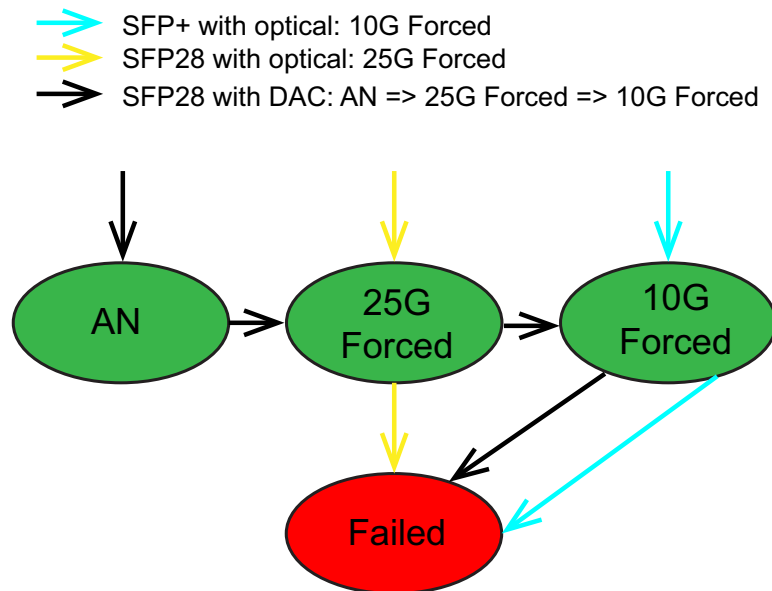 SFP+ with optical: 10G Forced
SFP28 with optical: 25G Forced
SFP28 with DAC: AN => 25G Forced => 10G Forced
AN
25G
Forced
10G
Forced
Failed